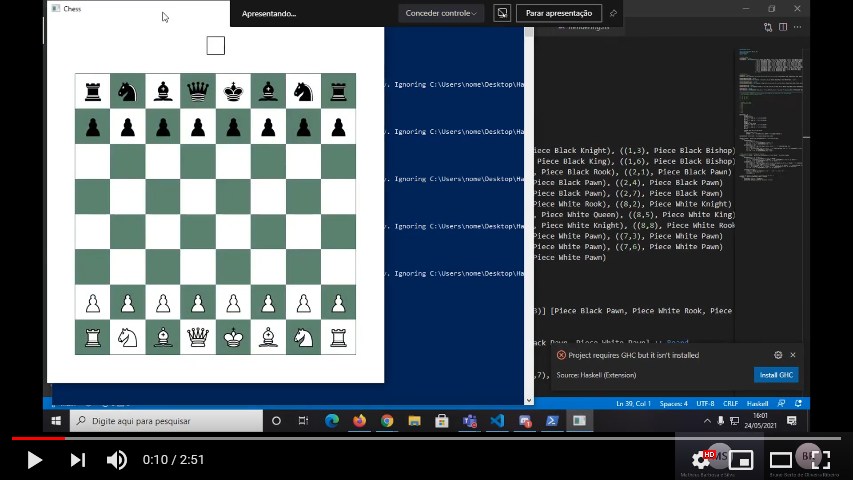 Chess
Apresentando...
Conceder controle
Parar apresentação
y. Ignoring C:\Users\nome\Desktop\Ha
y. Ignoring C:\Users\nome\Desktop\Ha
y. Ignoring C:\Users\nome\Desktop\Ha
y. Ignoring C:\Users\nome\Desktop\Ha
y. Ignoring C:\Users\nome\Desktop\Ha
iece Black Knight), ((1,3), Piece Black Bishop)
Piece Black King), ((1,6), Piece Black Bishop)
Piece Black Rook), ((2,1), Piece Black Pawn)
Piece Black Pawn), ((2,4), Piece Black Pawn)
Piece Black Pawn), ((2,7), Piece Black Pawn)
Piece Black Rook), ((8,2), Piece White Knight)
Piece White Queen), ((8,5), Piece White King)
Piece White Knight), ((8,8), Piece White Rook
Piece White Pawn), ((7,3), Piece White Pawn)
Piece White Pawn), ((7,6), Piece White Pawn)
Piece White Pawn)
3)] [Piece Black Pawn, Piece White Rook, Piece
ck Pawn, Piece White Pawn] :: Board
,7),
Project requires GHC but it isn't installed
Source: Haskell (Extension)
Install GHC
Ln 39, Col 1
Spaces: 4
UTF-8
CRLF
Haskell
Digite aqui para pesquisar
16:01
24/05/2021
0:10 / 2:51
HD
MS